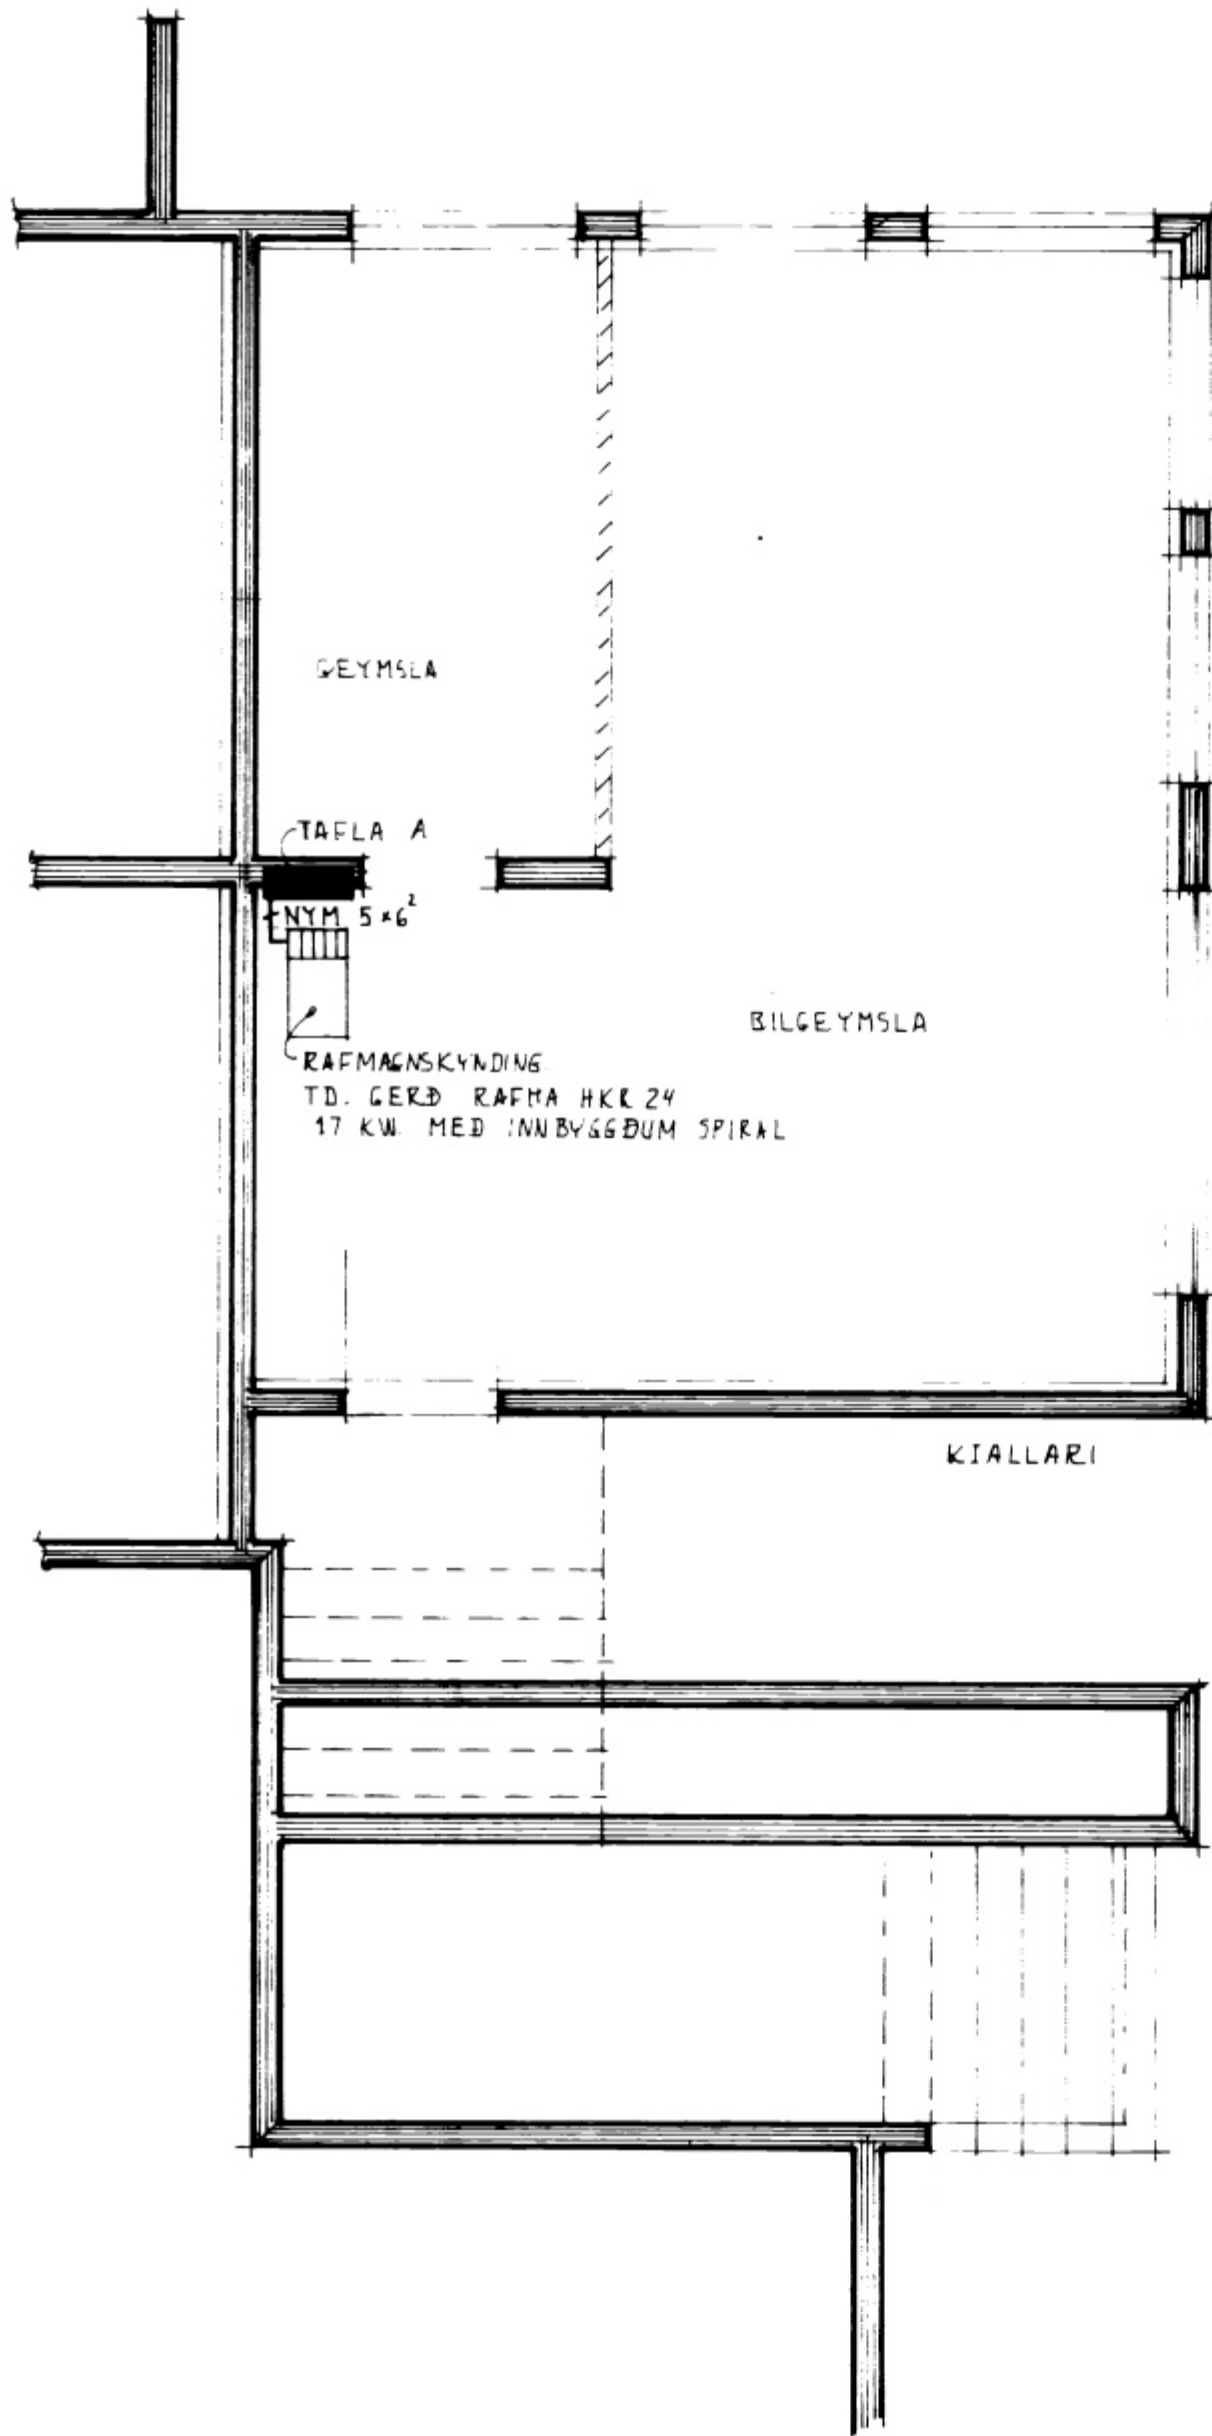 GEYMSLA
TAFLA A
NYM 5×6²
BILGEYMSLA
RAFMAGNSKYNDING
TD. GERÐ RAFHA HKR 24
17 KW. MEÐ INNBYGGÐUM SPIRAL
KJALLARI